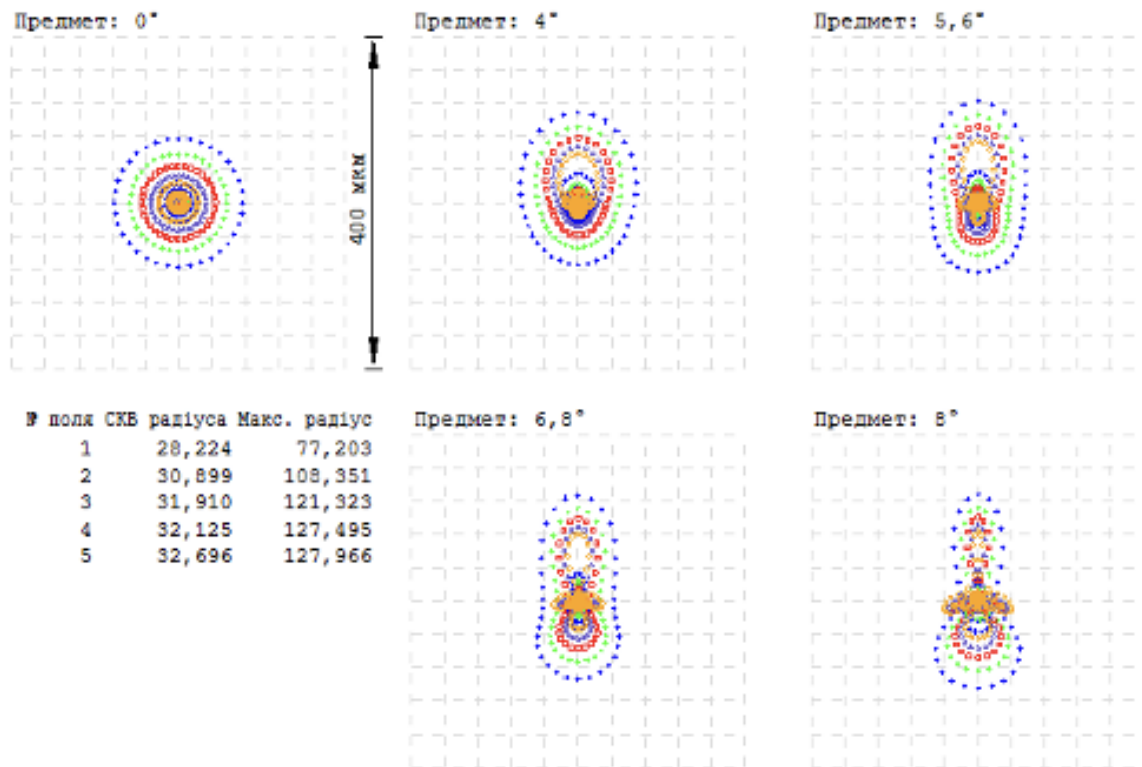 Предмет: 0°
Предмет: 4°
Предмет: 5,6°
400 мкм
№ поля СКВ радіуса Макс. радіус
1 28,224 77,203
2 30,899 108,351
3 31,910 121,323
4 32,125 127,495
5 32,696 127,966
Предмет: 6,8°
Предмет: 8°